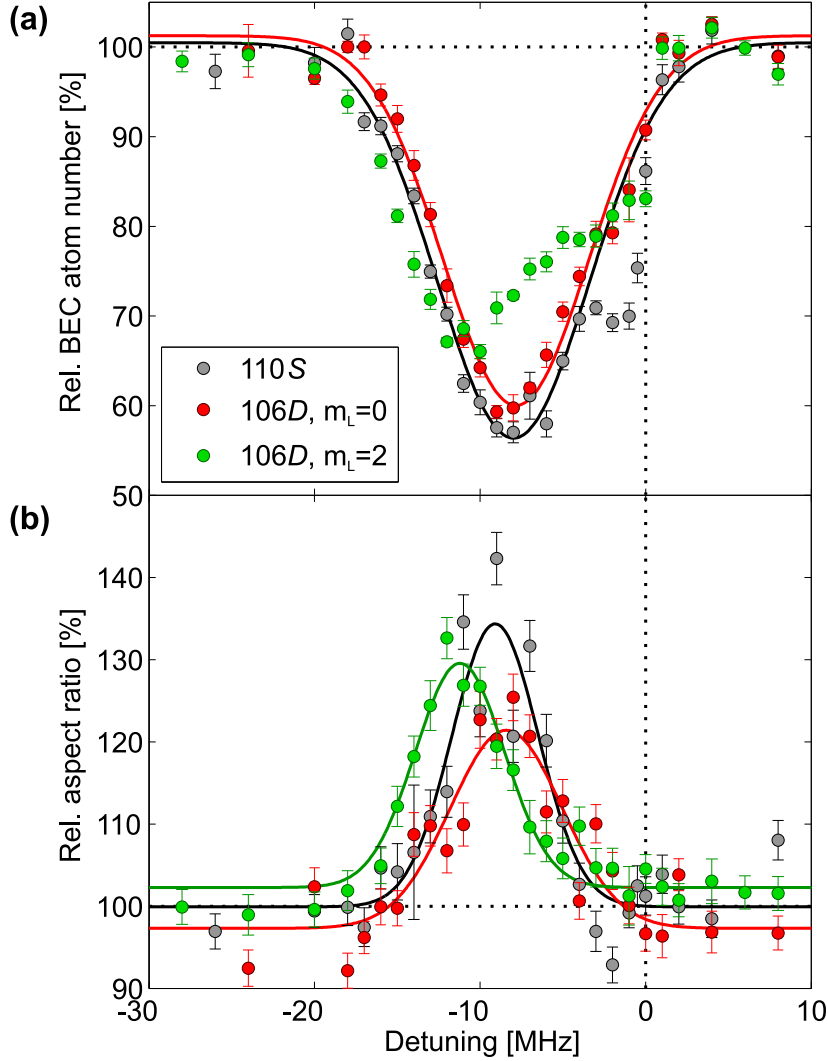 (a)
100
90
80
70
60
50
Rel. BEC atom number [%]
110S
106D, mL=0
106D, mL=2
(b)
140
130
120
110
100
90
Rel. aspect ratio [%]
-30
-20
-10
0
10
Detuning [MHz]